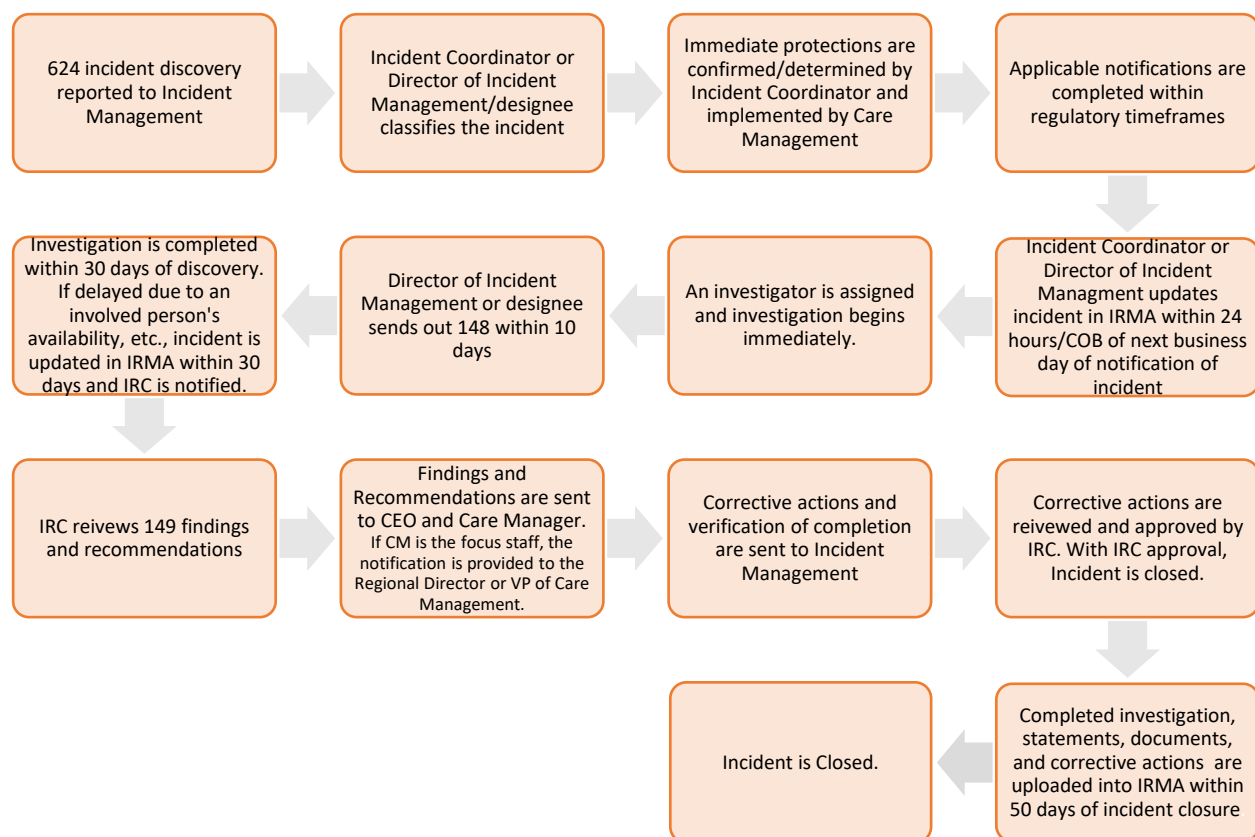 624 incident discovery
reported to Incident
Management
Incident Coordinator or
Director of Incident
Management/designee
classifies the incident
Immediate protections are
confirmed/determined by
Incident Coordinator and
implemented by Care
Management
Applicable notifications are
completed within
regulatory timeframes
Incident Coordinator or
Director of Incident
Managment updates
incident in IRMA within 24
hours/COB of next business
day of notification of
incident
An investigator is assigned
and investigation begins
immediately.
Director of Incident
Management or designee
sends out 148 within 10
days
Investigation is completed
within 30 days of discovery.
If delayed due to an
involved person's
availability, etc., incident is
updated in IRMA within 30
days and IRC is notified.
IRC reivews 149 findings
and recommendations
Findings and
Recommendations are sent
to CEO and Care Manager.
If CM is the focus staff, the
notification is provided to the
Regional Director or VP of Care
Management.
Corrective actions and
verification of completion
are sent to Incident
Management
Corrective actions are
reivewed and approved by
IRC. With IRC approval,
Incident is closed.
Completed investigation,
statements, documents,
and corrective actions are
uploaded into IRMA within
50 days of incident closure
Incident is Closed.